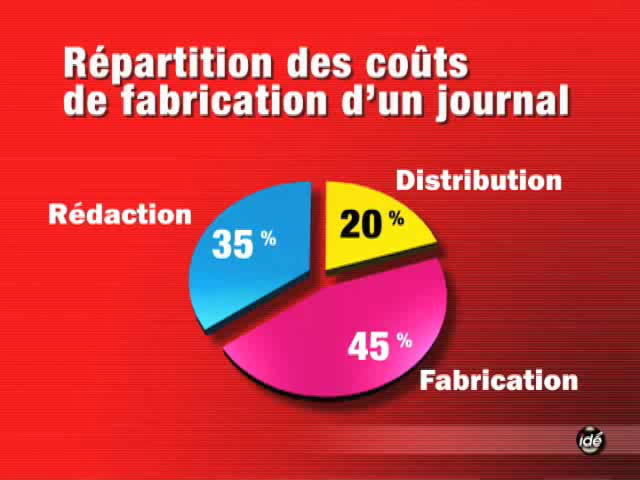 Répartition des coûts
de fabrication d'un journal
Distribution
Rédaction
20 %
35 %
45 %
Fabrication
idé